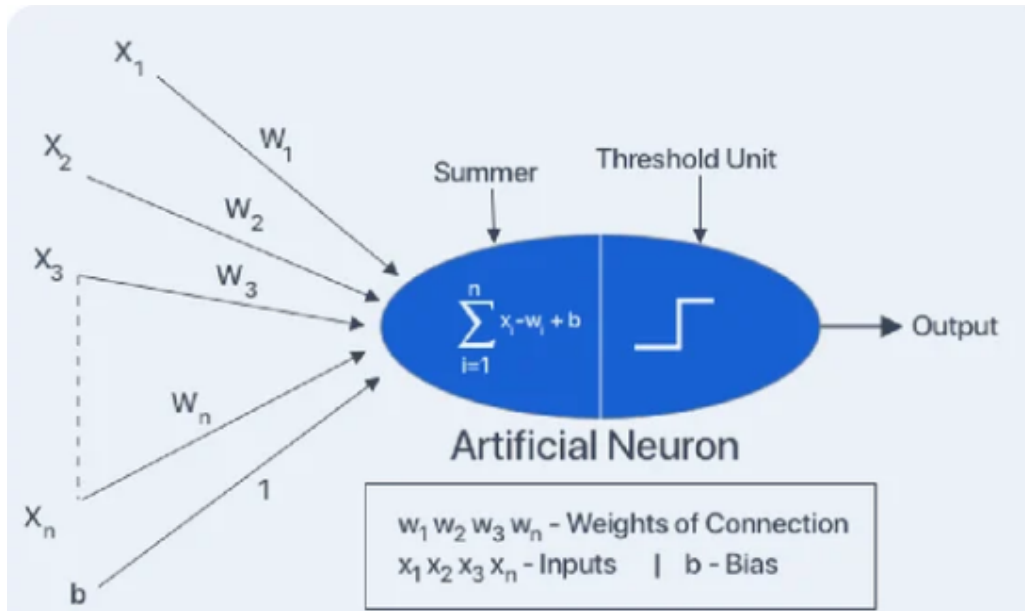 x₁
w₁
x₂
w₂
Summer
Threshold Unit
x₃
w₃
n
∑ xᵢ-wᵢ + b
i=1
Output
wₙ
Artificial Neuron
1
xₙ
w₁ w₂ w₃ wₙ - Weights of Connection
x₁ x₂ x₃ xₙ - Inputs | b - Bias
b